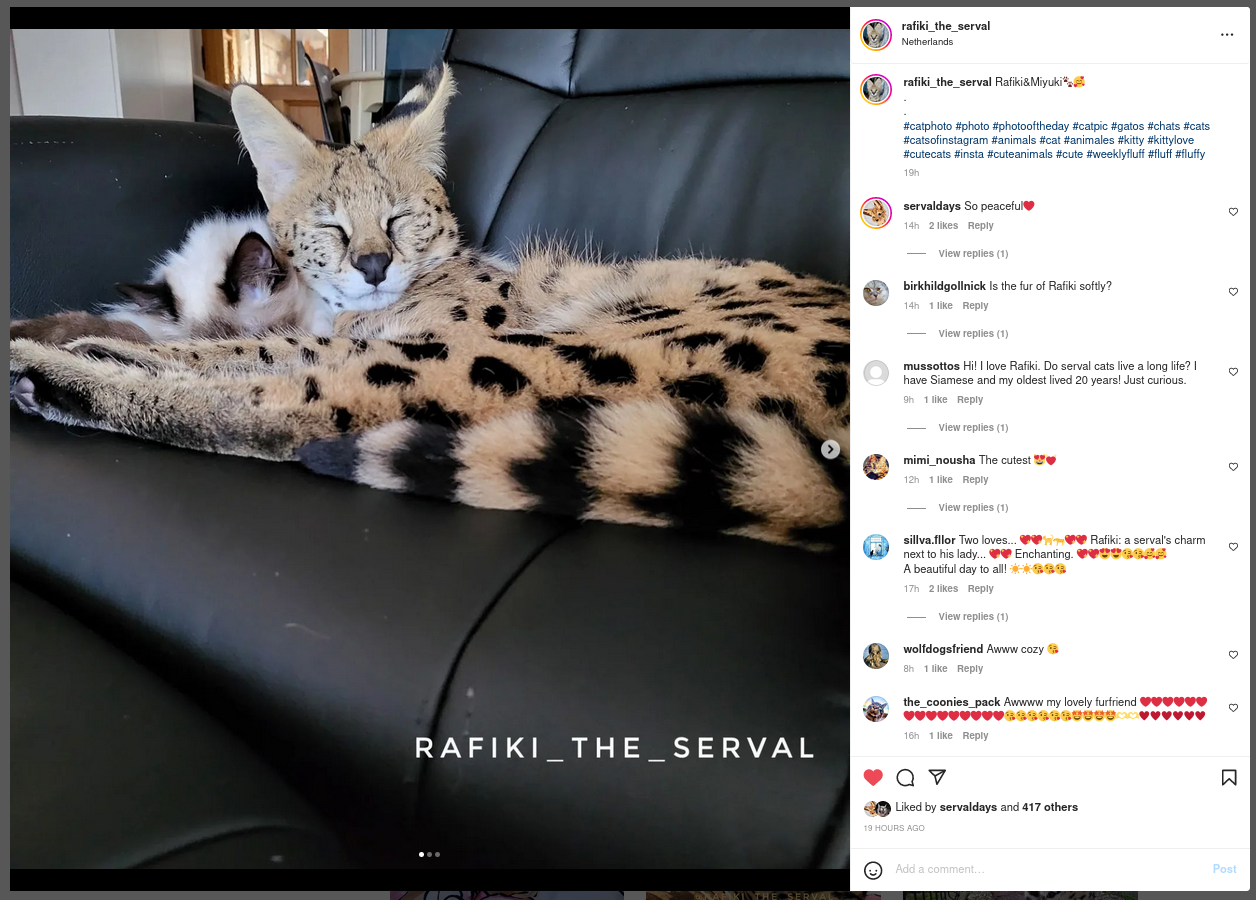 rafiki_the_serval
Netherlands
rafiki_the_serval Rafiki&Miyuki🐾🥰
.
.
#catphoto #photo #photooftheday #catpic #gatos #chats #cats
#catsofinstagram #animals #cat #animales #kitty #kittylove
#cutecats #insta #cuteanimals #cute #weeklyfluff #fluff #fluffy
19h
servaldays So peaceful❤️
14h 2 likes Reply
View replies (1)
birkhildgollnick Is the fur of Rafiki softly?
14h 1 like Reply
View replies (1)
mussottos Hi! I love Rafiki. Do serval cats live a long life? I
have Siamese and my oldest lived 20 years! Just curious.
9h 1 like Reply
View replies (1)
mimi_nousha The cutest 😍❤️
12h 1 like Reply
View replies (1)
sillva.fllor Two loves... 💖💖🐈🐆💖💖 Rafiki: a serval's charm
next to his lady... 💖💖 Enchanting. 💖💖😍😍😘😘🥰🥰
A beautiful day to all! ☀️☀️😘😘😘
17h 2 likes Reply
View replies (1)
wolfdogsfriend Awww cozy 😘
8h 1 like Reply
the_coonies_pack Awwww my lovely furfriend ❤️❤️❤️❤️❤️❤️
❤️❤️❤️❤️❤️❤️❤️❤️❤️😘😘😘😘😘😘🤩🤩🤩🤩🫶🫶♥️♥️♥️♥️♥️♥️
16h 1 like Reply
Liked by servaldays and 417 others
19 HOURS AGO
Add a comment…
Post
RAFIKI_THE_SERVAL
RAFIKI_THE_SERVAL